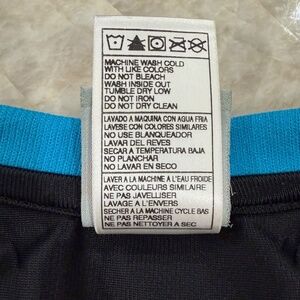 MACHINE WASH COLD
WITH LIKE COLORS
DO NOT BLEACH
WASH INSIDE OUT
TUMBLE DRY LOW
DO NOT IRON
DO NOT DRY CLEAN
LAVADO A MAQUINA CON AGUA FRIA
LAVESE CON COLORES SIMILARES
NO USE BLANQUEADOR
LAVAR DEL REVES
SECAR A TEMPERATURA BAJA
NO PLANCHAR
NO LAVAR EN SECO
LAVER A LA MACHINE A L'EAU FROIDE
AVEC COULEURS SIMILAIRE
NE PAS JAVELLISER
LAVAGE A L'ENVERS
SECHER A LA MACHINE CYCLE BAS
NE PAS REPASSER
NE PAS NETTOYER A SEC